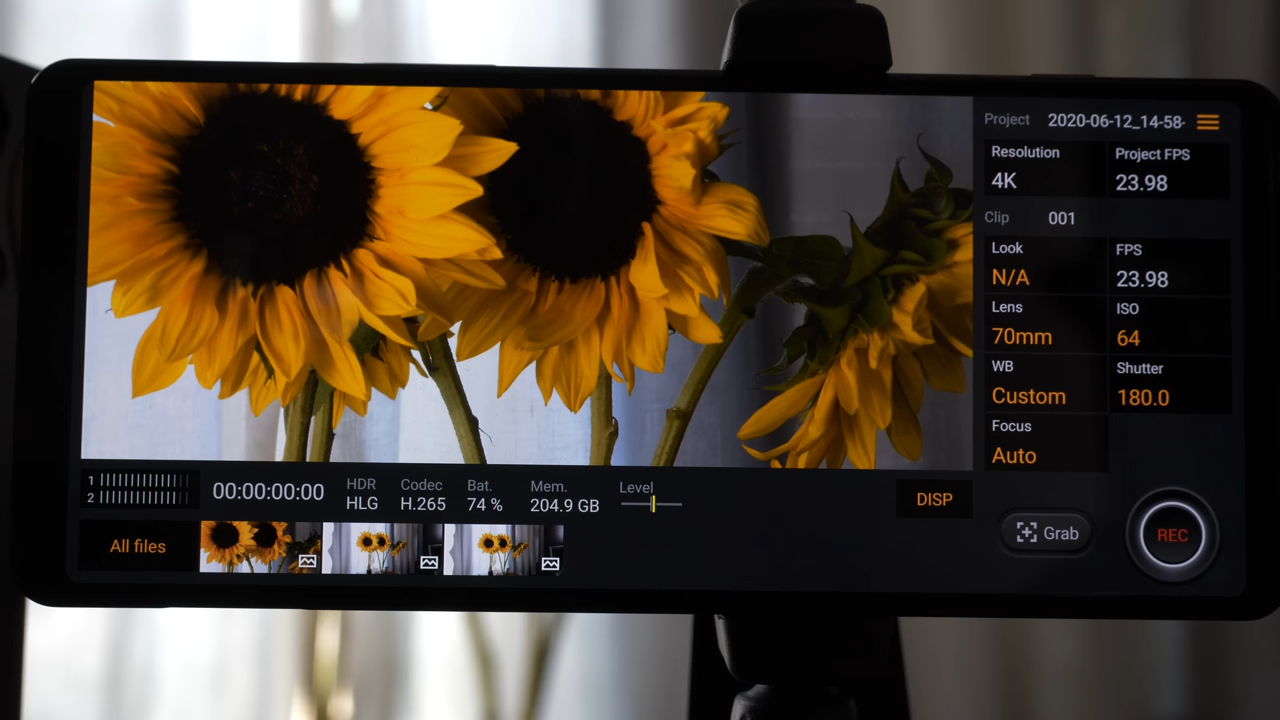 Project 2020-06-12_14-58-
Resolution
4K
Project FPS
23.98
Clip 001
Look
N/A
FPS
23.98
Lens
70mm
ISO
64
WB
Custom
Shutter
180.0
Focus
Auto
1
2
00:00:00:00
HDR
HLG
Codec
H.265
Bat.
74 %
Mem.
204.9 GB
Level
DISP
All files
Grab
REC